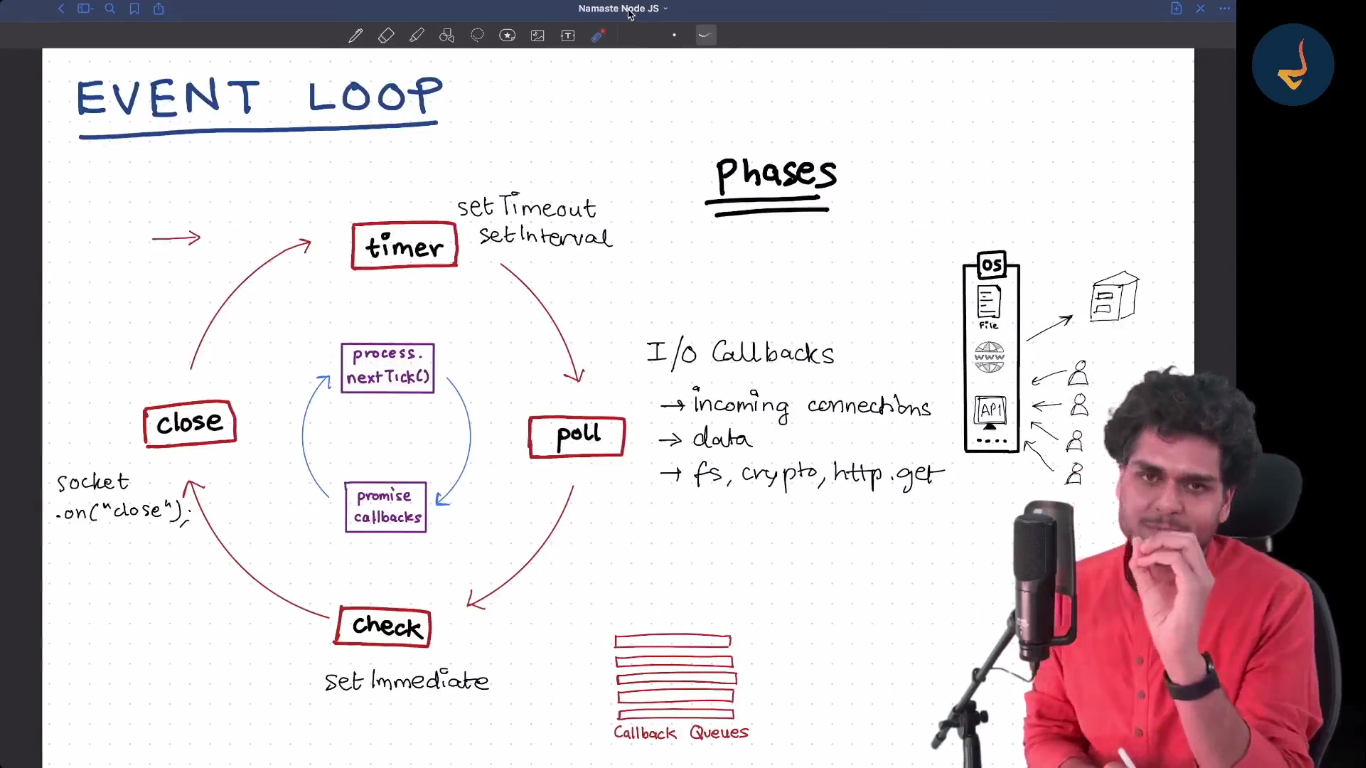 Namaste Node JS
EVENT LOOP
Phases
setTimeout
setInterval
timer
OS
File
www
API
process.
nextTick()
I/O Callbacks
→ incoming connections
→ data
→ fs, crypto, http.get
close
poll
socket
.on("close");
promise
callbacks
check
setImmediate
Callback Queues